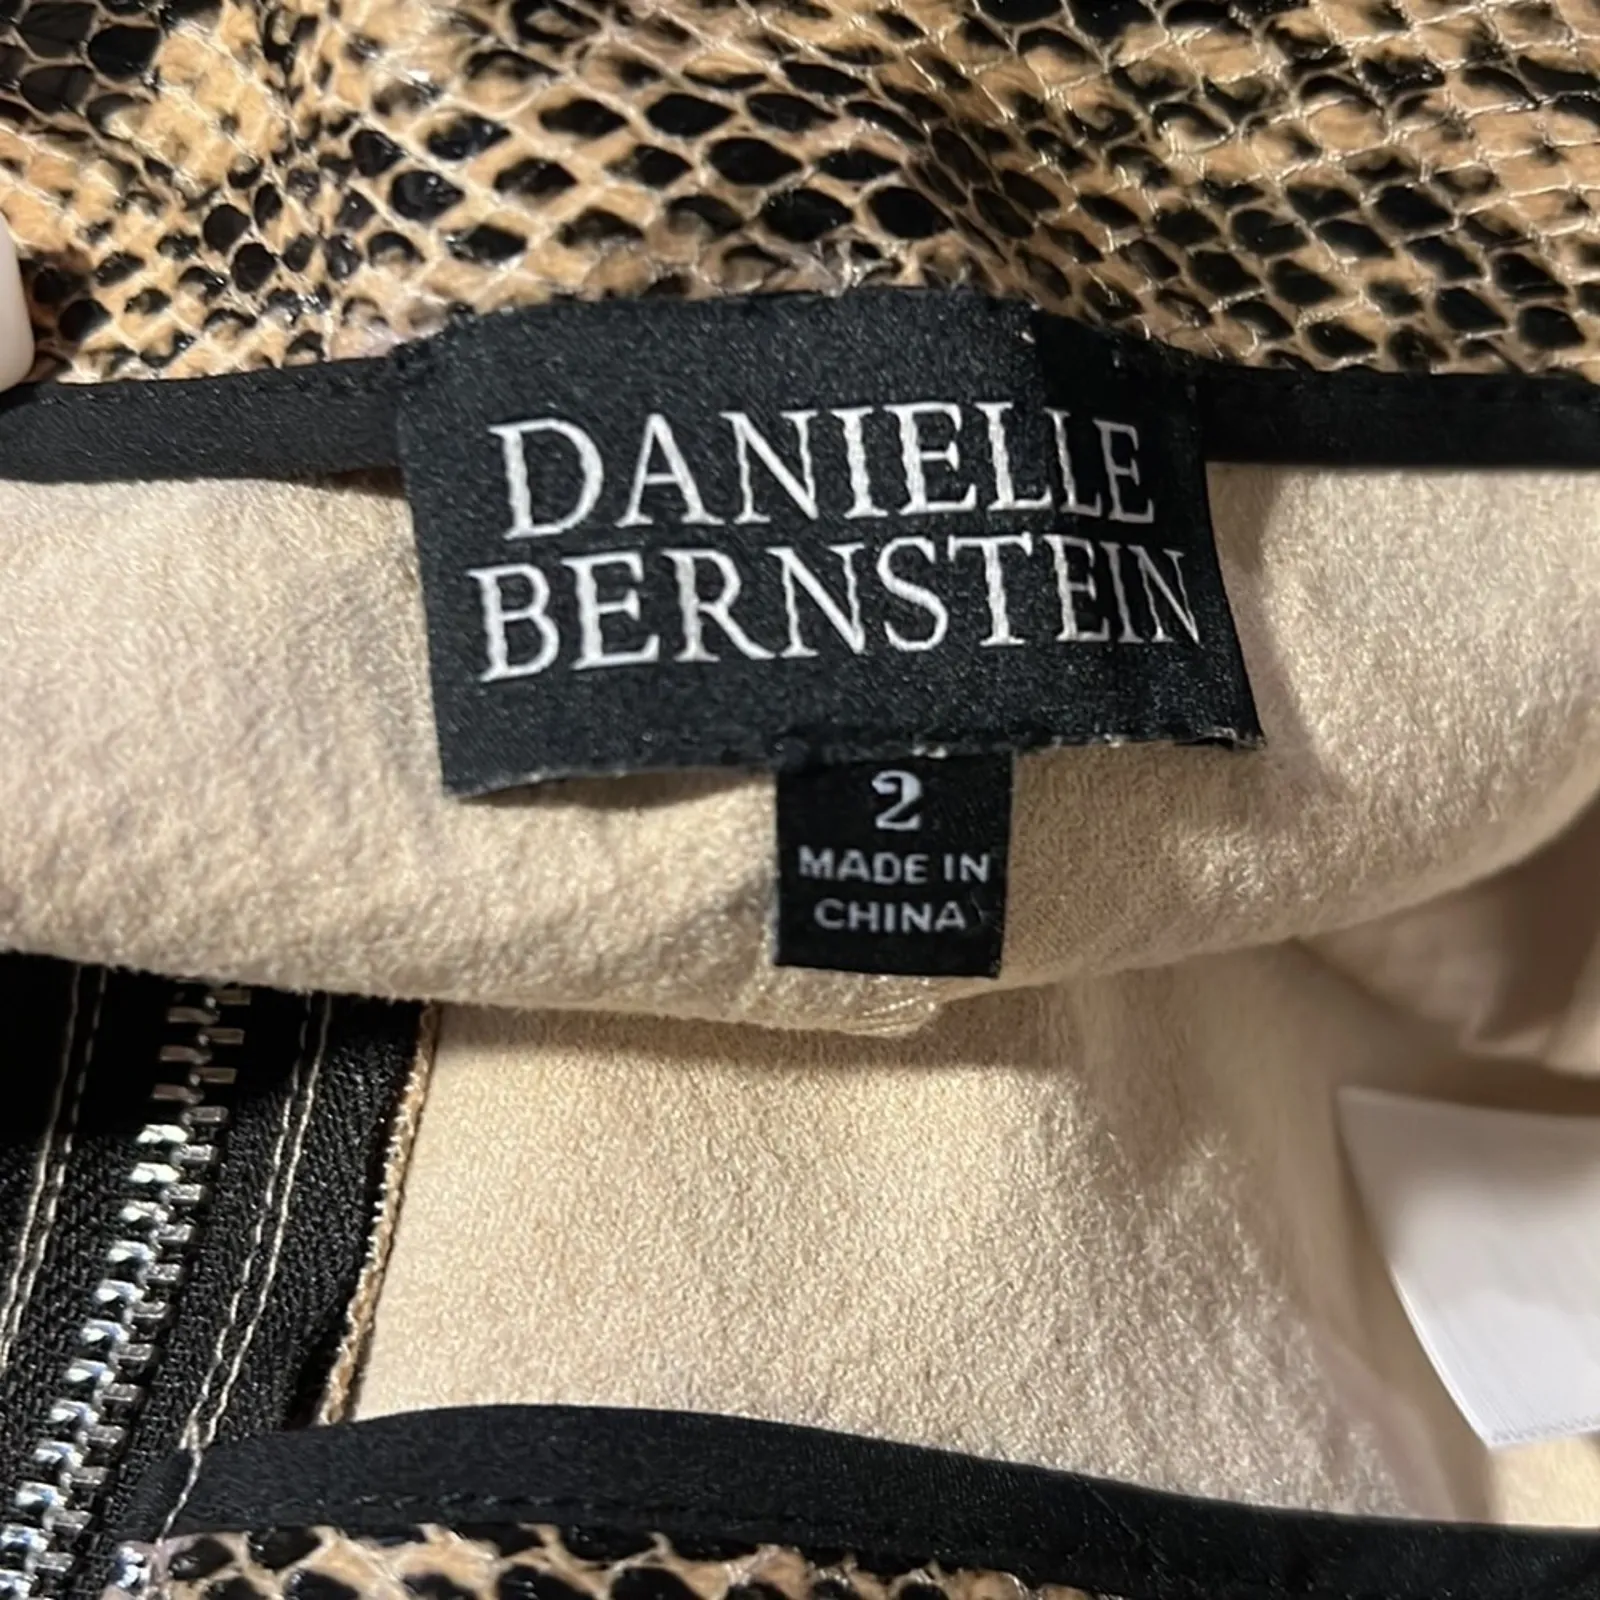 DANIELLE
BERNSTEIN
2
MADE IN
CHINA